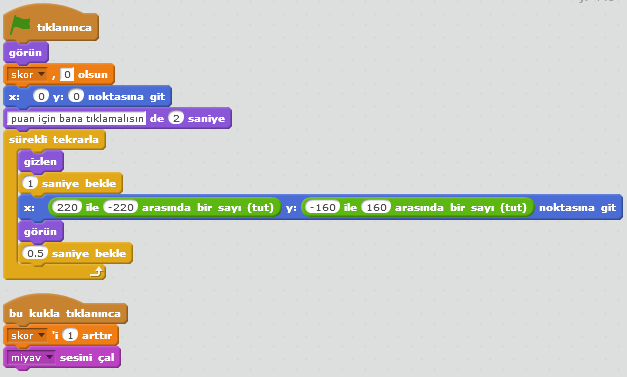 tıklanınca
görün
skor , 0 olsun
x: 0 y: 0 noktasına git
puan için bana tıklamalısın de 2 saniye
sürekli tekrarla
gizlen
1 saniye bekle
x: 220 ile -220 arasında bir sayı (tut) y: -160 ile 160 arasında bir sayı (tut) noktasına git
görün
0.5 saniye bekle
bu kukla tıklanınca
skor 'i 1 arttır
miyav sesini çal